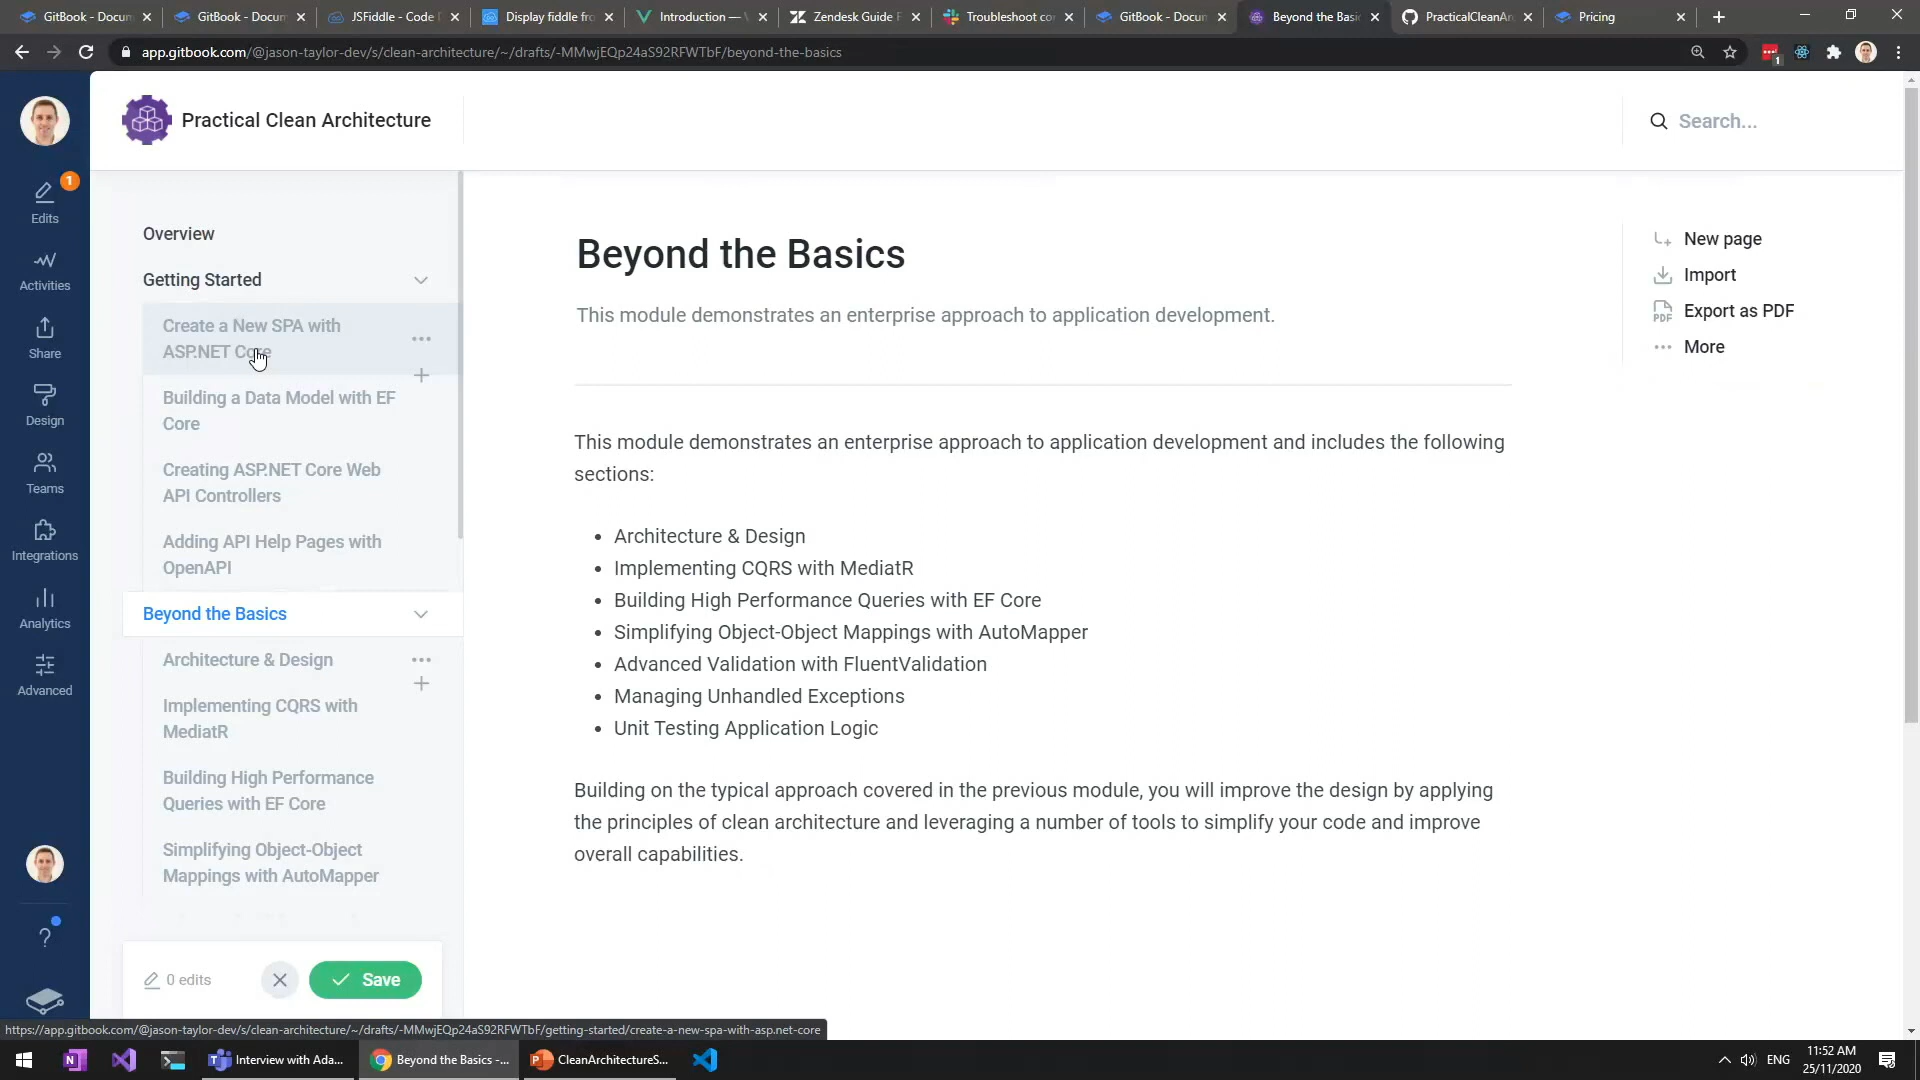 GitBook - Docum
GitBook - Docum
JSFiddle - Code
Display fiddle fro
Introduction —
Zendesk Guide
Troubleshoot co
GitBook - Docum
Beyond the Basic
PracticalCleanAr
Pricing
app.gitbook.com/@jason-taylor-dev/s/clean-architecture/~/drafts/-MMwjEQp24aS92RFWTbF/beyond-the-basics
1
Practical Clean Architecture
Search...
1
Edits
Activities
Share
Design
Teams
Integrations
Analytics
Advanced
?
Overview
Getting Started
Create a New SPA with
ASP.NET Core
Building a Data Model with EF
Core
Creating ASP.NET Core Web
API Controllers
Adding API Help Pages with
OpenAPI
Beyond the Basics
Architecture & Design
Implementing CQRS with
MediatR
Building High Performance
Queries with EF Core
Simplifying Object-Object
Mappings with AutoMapper
0 edits
Save
Beyond the Basics
This module demonstrates an enterprise approach to application development.
This module demonstrates an enterprise approach to application development and includes the following
sections:
• Architecture & Design
• Implementing CQRS with MediatR
• Building High Performance Queries with EF Core
• Simplifying Object-Object Mappings with AutoMapper
• Advanced Validation with FluentValidation
• Managing Unhandled Exceptions
• Unit Testing Application Logic
Building on the typical approach covered in the previous module, you will improve the design by applying
the principles of clean architecture and leveraging a number of tools to simplify your code and improve
overall capabilities.
New page
Import
PDF
Export as PDF
More
https://app.gitbook.com/@jason-taylor-dev/s/clean-architecture/~/drafts/-MMwjEQp24aS92RFWTbF/getting-started/create-a-new-spa-with-asp.net-core
Interview with Ada...
Beyond the Basics -...
CleanArchitectureS...
ENG
11:52 AM
25/11/2020